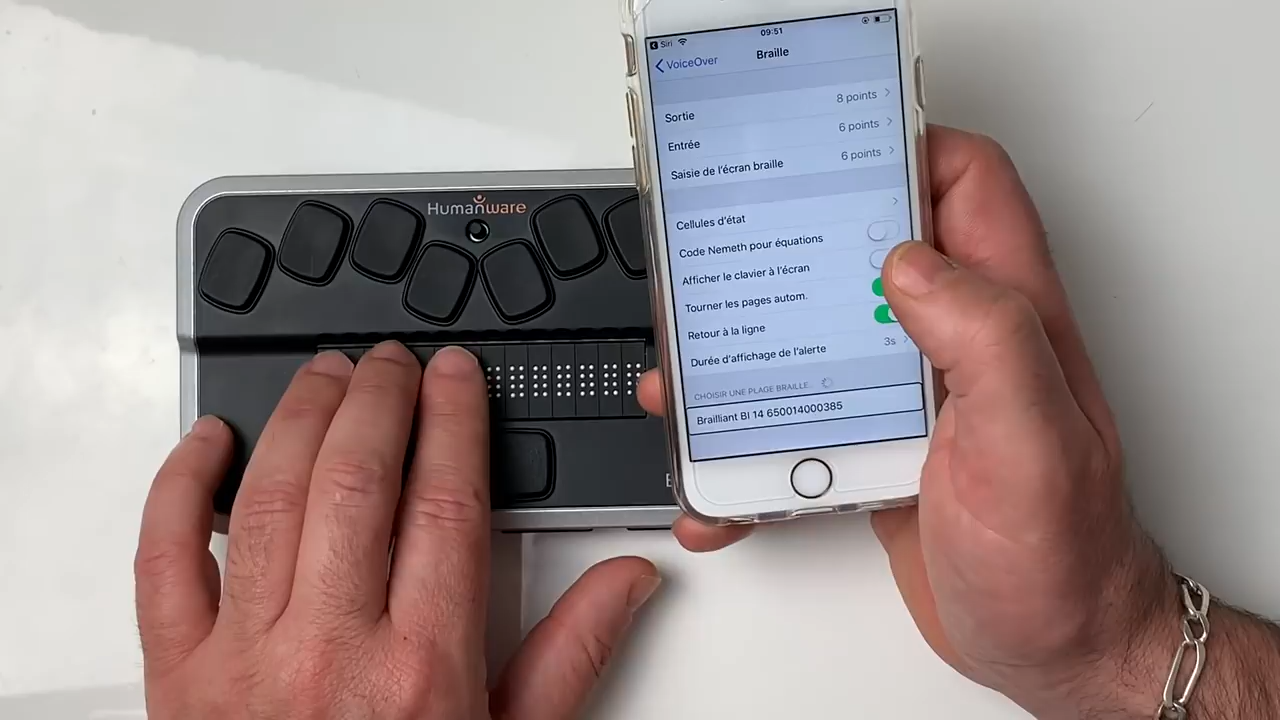 Siri
09:51
VoiceOver
Braille
Sortie 8 points
Entrée 6 points
Saisie de l'écran braille 6 points
Cellules d'état
Code Nemeth pour équations
Afficher le clavier à l'écran
Tourner les pages autom.
Retour à la ligne
Durée d'affichage de l'alerte 3s
CHOISIR UNE PLAGE BRAILLE...
Brailliant BI 14 650014000385
Humanware